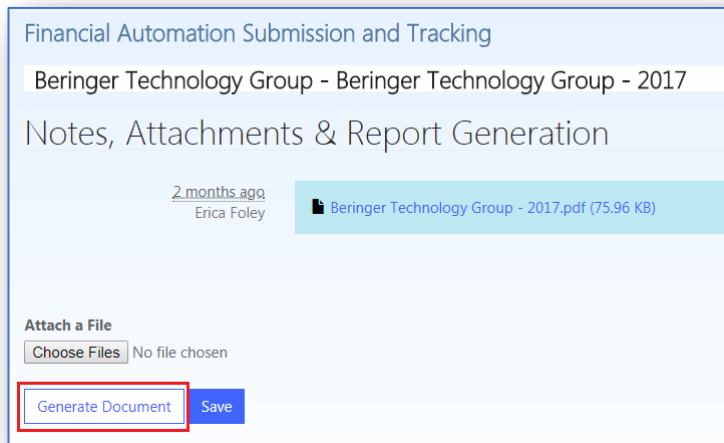 Financial Automation Submission and Tracking
Beringer Technology Group - Beringer Technology Group - 2017
Notes, Attachments & Report Generation
2 months ago
Erica Foley
Beringer Technology Group - 2017.pdf (75.96 KB)
Attach a File
Choose Files No file chosen
Generate Document Save